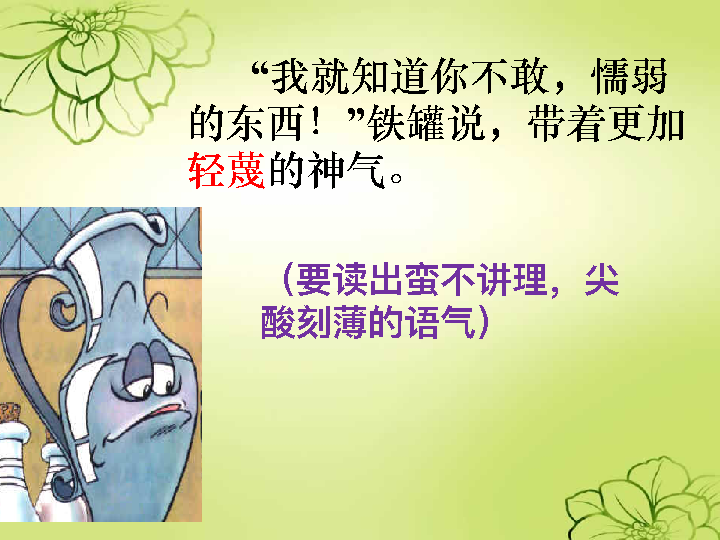 “我就知道你不敢，懦弱
的东西！”铁罐说，带着更加
轻蔑的神气。
（要读出蛮不讲理，尖
酸刻薄的语气）